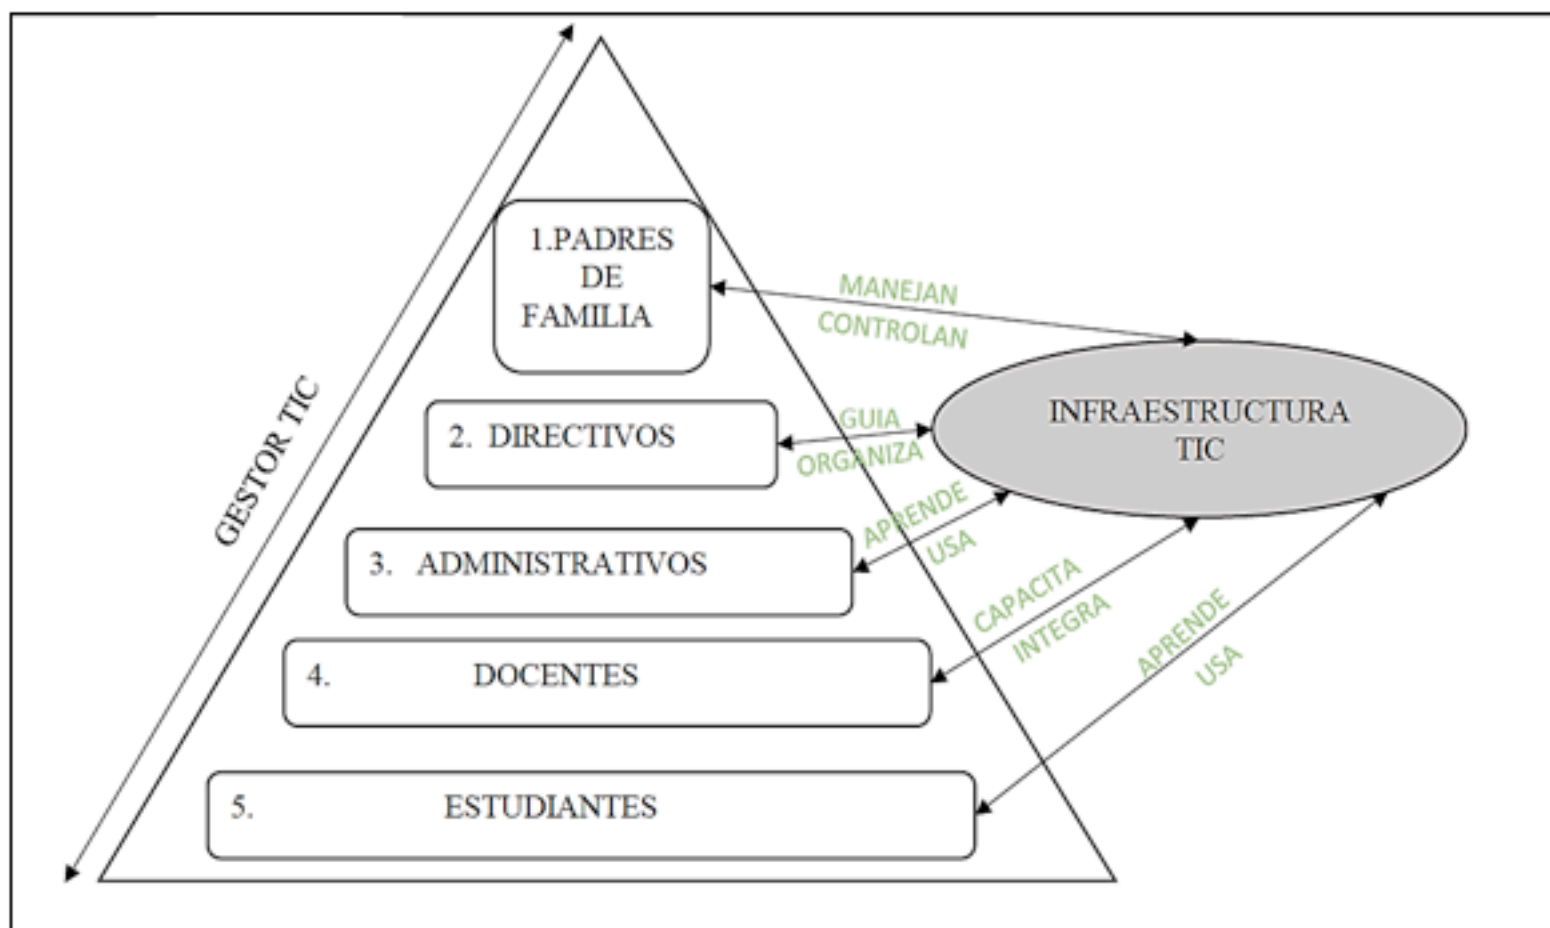 GESTOR TIC
1.PADRES
DE
FAMILIA
MANEJAN
CONTROLAN
2. DIRECTIVOS
GUIA
ORGANIZA
INFRAESTRUCTURA
TIC
3. ADMINISTRATIVOS
APRENDE
USA
4. DOCENTES
CAPACITA
INTEGRA
5. ESTUDIANTES
APRENDE
USA